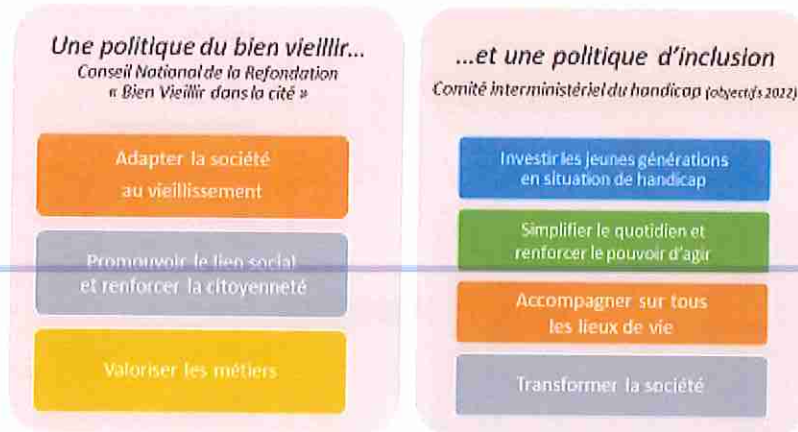 Une politique du bien vieillir...
Conseil National de la Refondation
« Bien Vieillir dans la cité »
Adapter la société
au vieillissement
Promouvoir le lien social
et renforcer la citoyenneté
Valoriser les métiers
...et une politique d'inclusion
Comité interministériel du handicap (objectifs 2022)
Investir les jeunes générations
en situation de handicap
Simplifier le quotidien et
renforcer le pouvoir d'agir
Accompagner sur tous
les lieux de vie
Transformer la société